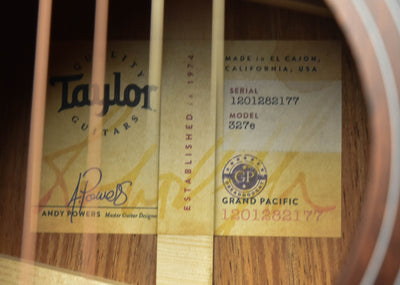 QUALITY
Taylor
GUITARS
A Powers
ANDY POWERS Master Guitar Designer
ESTABLISHED in 1974
MADE in EL CAJON,
CALIFORNIA, USA
SERIAL
1201282177
MODEL
327e
GP
GRAND PACIFIC
1201282177